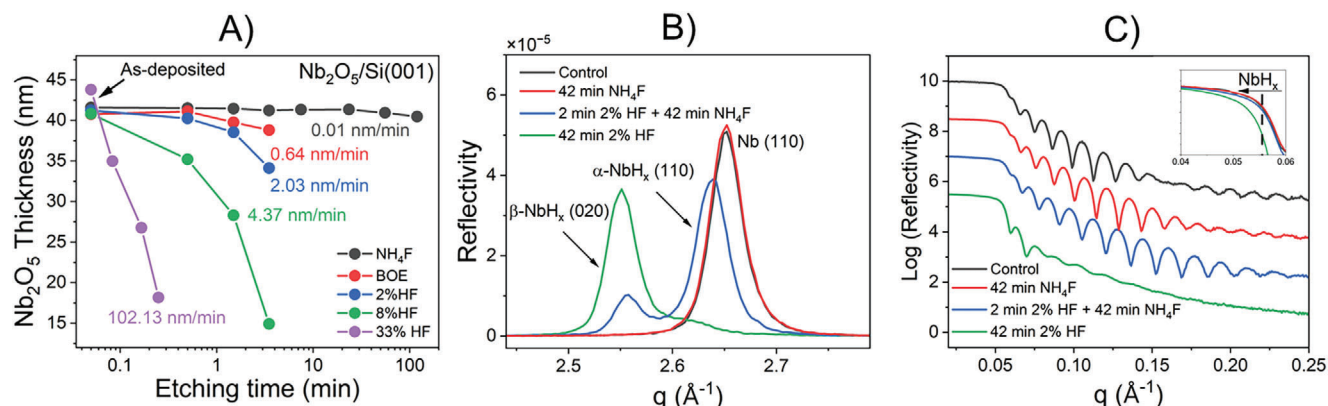 A)
As-deposited
Nb₂O₅/Si(001)
0.01 nm/min
0.64 nm/min
2.03 nm/min
4.37 nm/min
102.13 nm/min
NH₄F
BOE
2%HF
8%HF
33% HF
Nb₂O₅ Thickness (nm)
45
40
35
30
25
20
15
0.1
1
10
100
Etching time (min)
B)
×10⁻⁵
Control
42 min NH₄F
2 min 2% HF + 42 min NH₄F
42 min 2% HF
Nb (110)
α-NbHₓ (110)
β-NbHₓ (020)
Reflectivity
6
4
2
0
2.5
2.6
2.7
q (Å⁻¹)
C)
NbHₓ
0.04
0.05
0.06
Control
42 min NH₄F
2 min 2% HF + 42 min NH₄F
42 min 2% HF
Log (Reflectivity)
10
8
6
4
2
0
0.05
0.10
0.15
0.20
0.25
q (Å⁻¹)